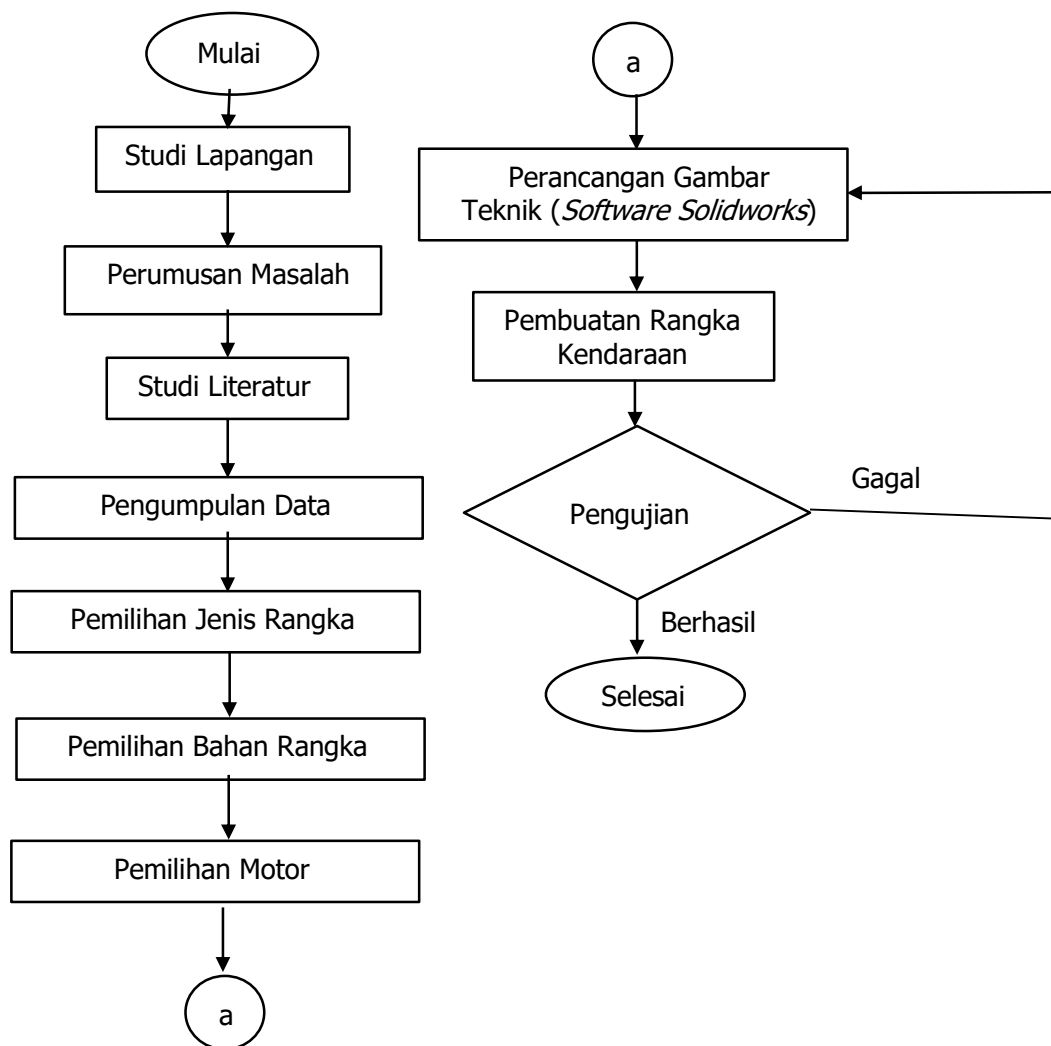 Mulai
Studi Lapangan
Perumusan Masalah
Studi Literatur
Pengumpulan Data
Pemilihan Jenis Rangka
Pemilihan Bahan Rangka
Pemilihan Motor
a
a
Perancangan Gambar
Teknik (Software Solidworks)
Pembuatan Rangka
Kendaraan
Pengujian
Gagal
Berhasil
Selesai